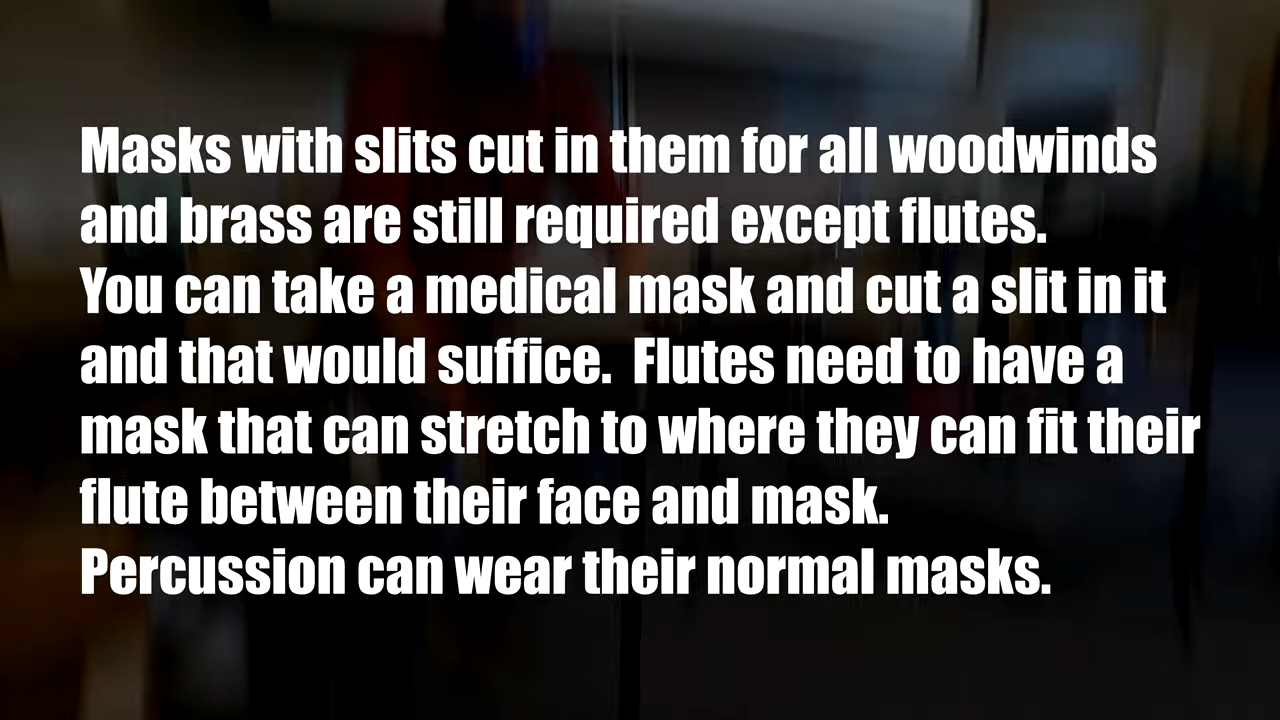 Masks with slits cut in them for all woodwinds
and brass are still required except flutes.
You can take a medical mask and cut a slit in it
and that would suffice.  Flutes need to have a
mask that can stretch to where they can fit their
flute between their face and mask.
Percussion can wear their normal masks.